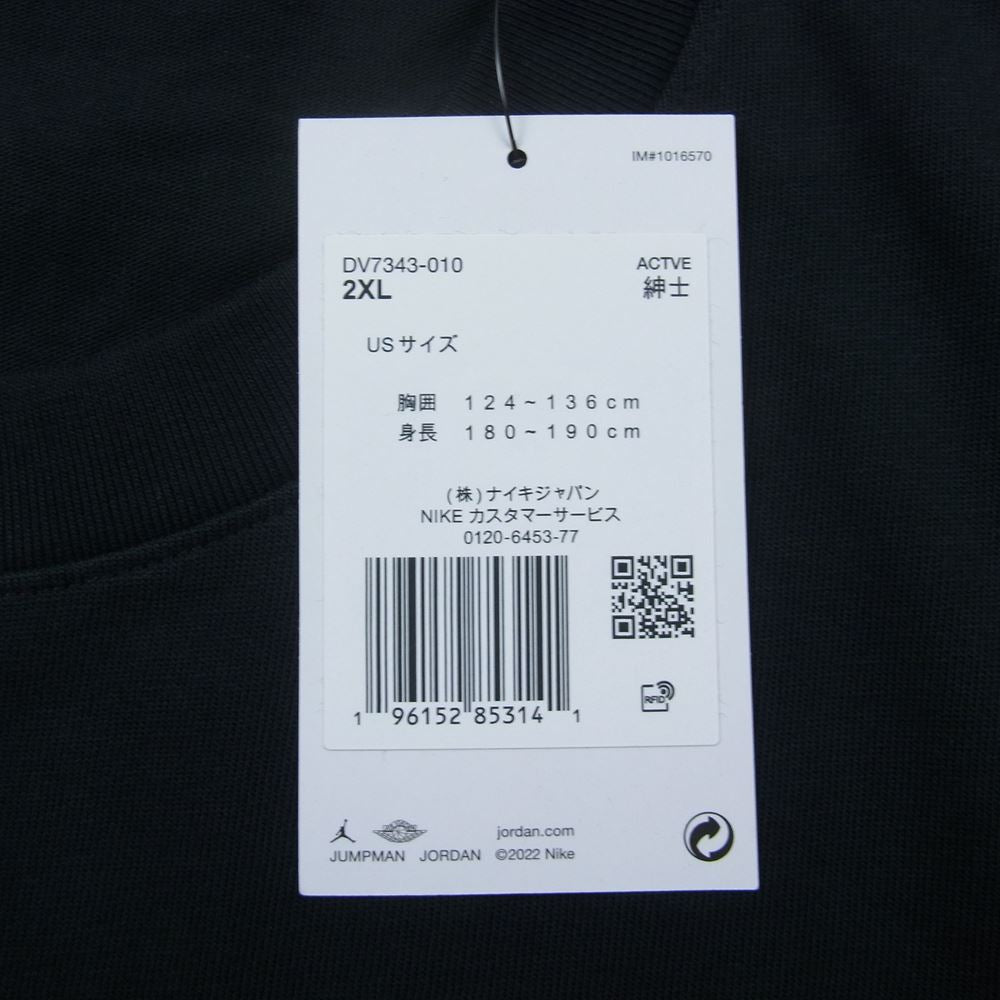 IM#1016570
DV7343-010
ACTVE
2XL
紳士
USサイズ
胸囲 124~136cm
身長 180~190cm
(株)ナイキジャパン
NIKE カスタマーサービス
0120-6453-77
1 96152 85314 1
RFID
jordan.com
JUMPMAN JORDAN ©2022 Nike